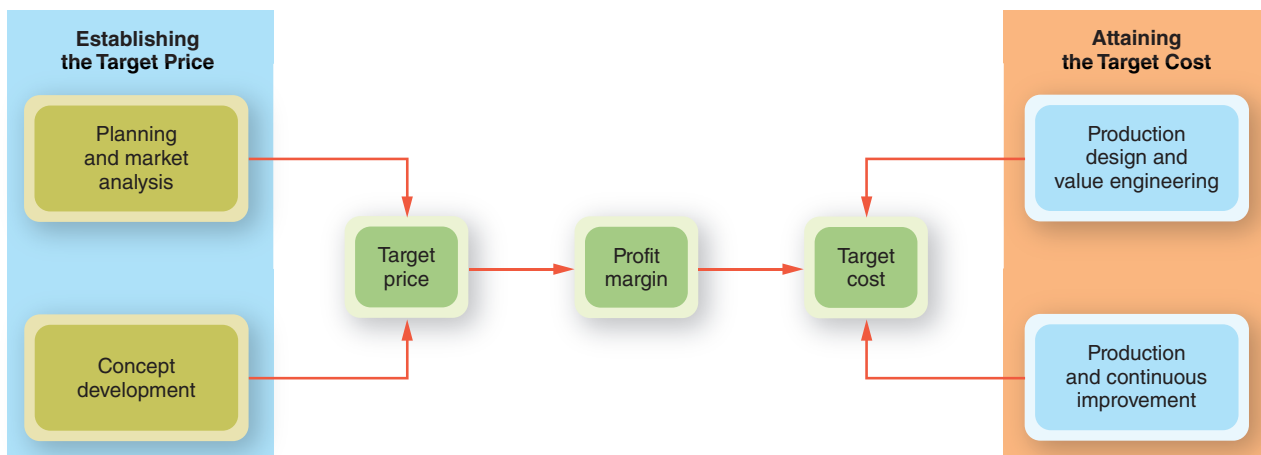 Establishing
the Target Price
Planning
and market
analysis
Concept
development
Target
price
Profit
margin
Target
cost
Attaining
the Target Cost
Production
design and
value engineering
Production
and continuous
improvement